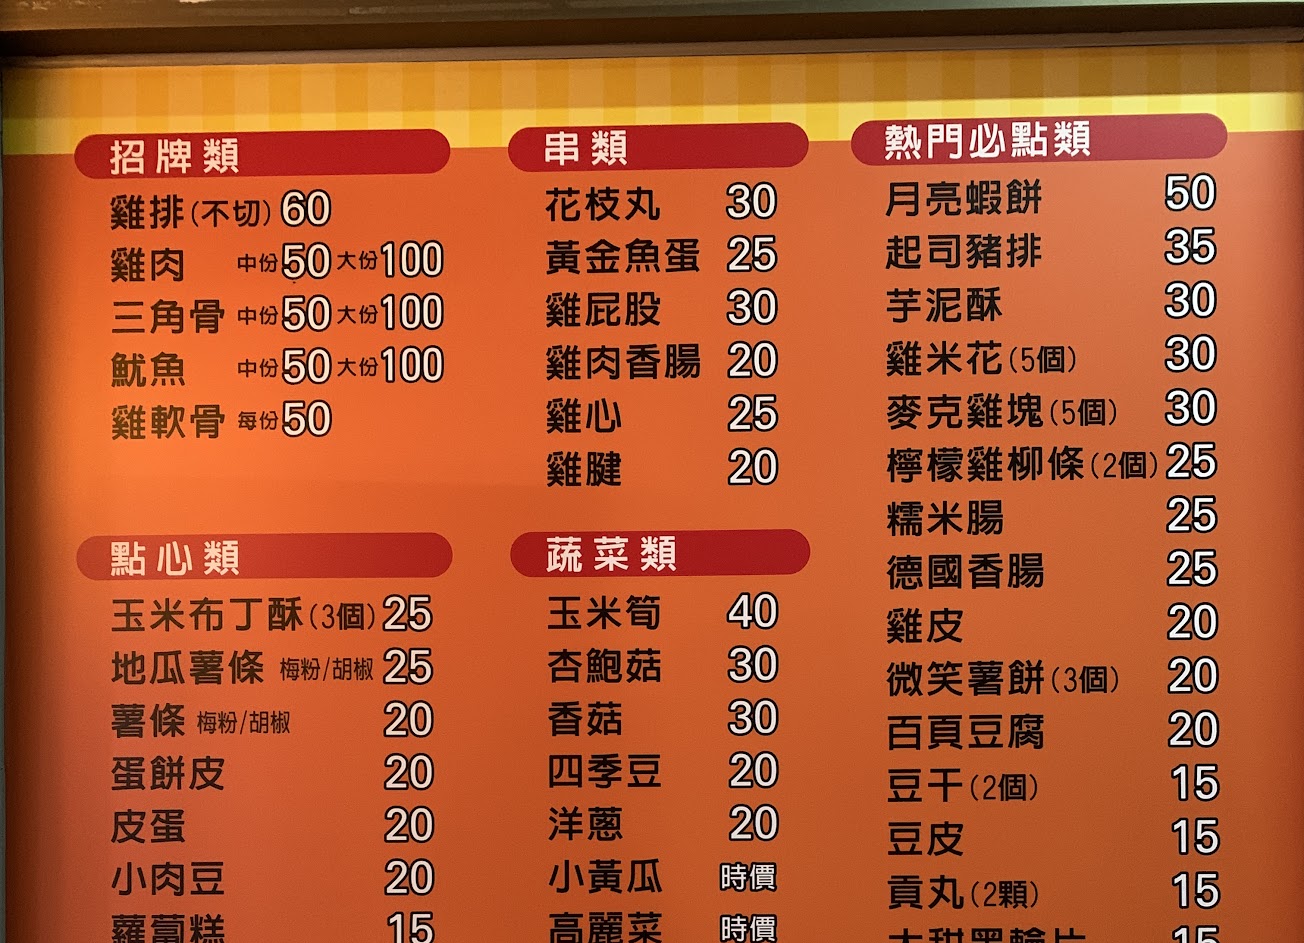 招牌類
雞排(不切) 60
雞肉 中份50 大份100
三角骨 中份50 大份100
魷魚 中份50 大份100
雞軟骨 每份50
點心類
玉米布丁酥(3個) 25
地瓜薯條 梅粉/胡椒 25
薯條 梅粉/胡椒 20
蛋餅皮 20
皮蛋 20
小肉豆 20
蘿蔔糕 15
串類
花枝丸 30
黃金魚蛋 25
雞屁股 30
雞肉香腸 20
雞心 25
雞腱 20
蔬菜類
玉米筍 40
杏鮑菇 30
香菇 30
四季豆 20
洋蔥 20
小黃瓜 時價
高麗菜 時價
熱門必點類
月亮蝦餅 50
起司豬排 35
芋泥酥 30
雞米花(5個) 30
麥克雞塊(5個) 30
檸檬雞柳條(2個) 25
糯米腸 25
德國香腸 25
雞皮 20
微笑薯餅(3個) 20
百頁豆腐 20
豆干(2個) 15
豆皮 15
貢丸(2顆) 15
甜黑輪片 15